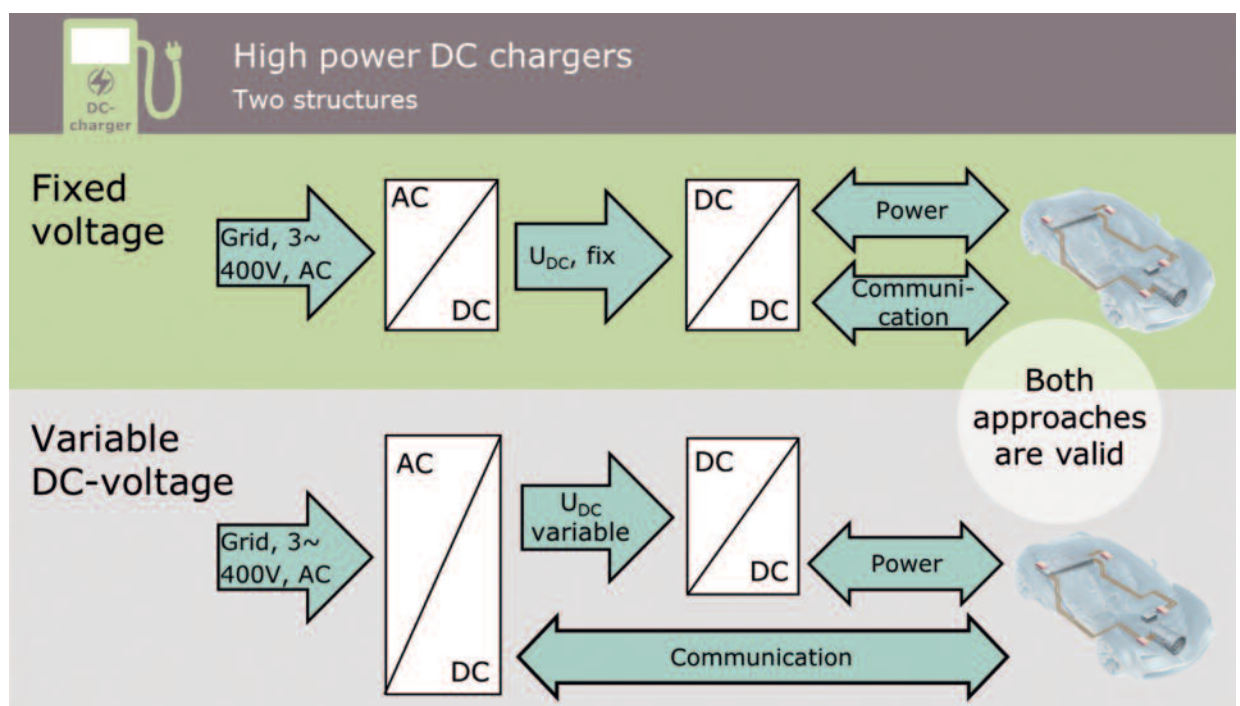 High power DC chargers
Two structures
DC-
charger
Fixed
voltage
Grid, 3~
400V, AC
AC
DC
U_DC, fix
DC
DC
Power
Communi-
cation
Both
approaches
are valid
Variable
DC-voltage
Grid, 3~
400V, AC
AC
DC
U_DC
variable
DC
DC
Power
Communication